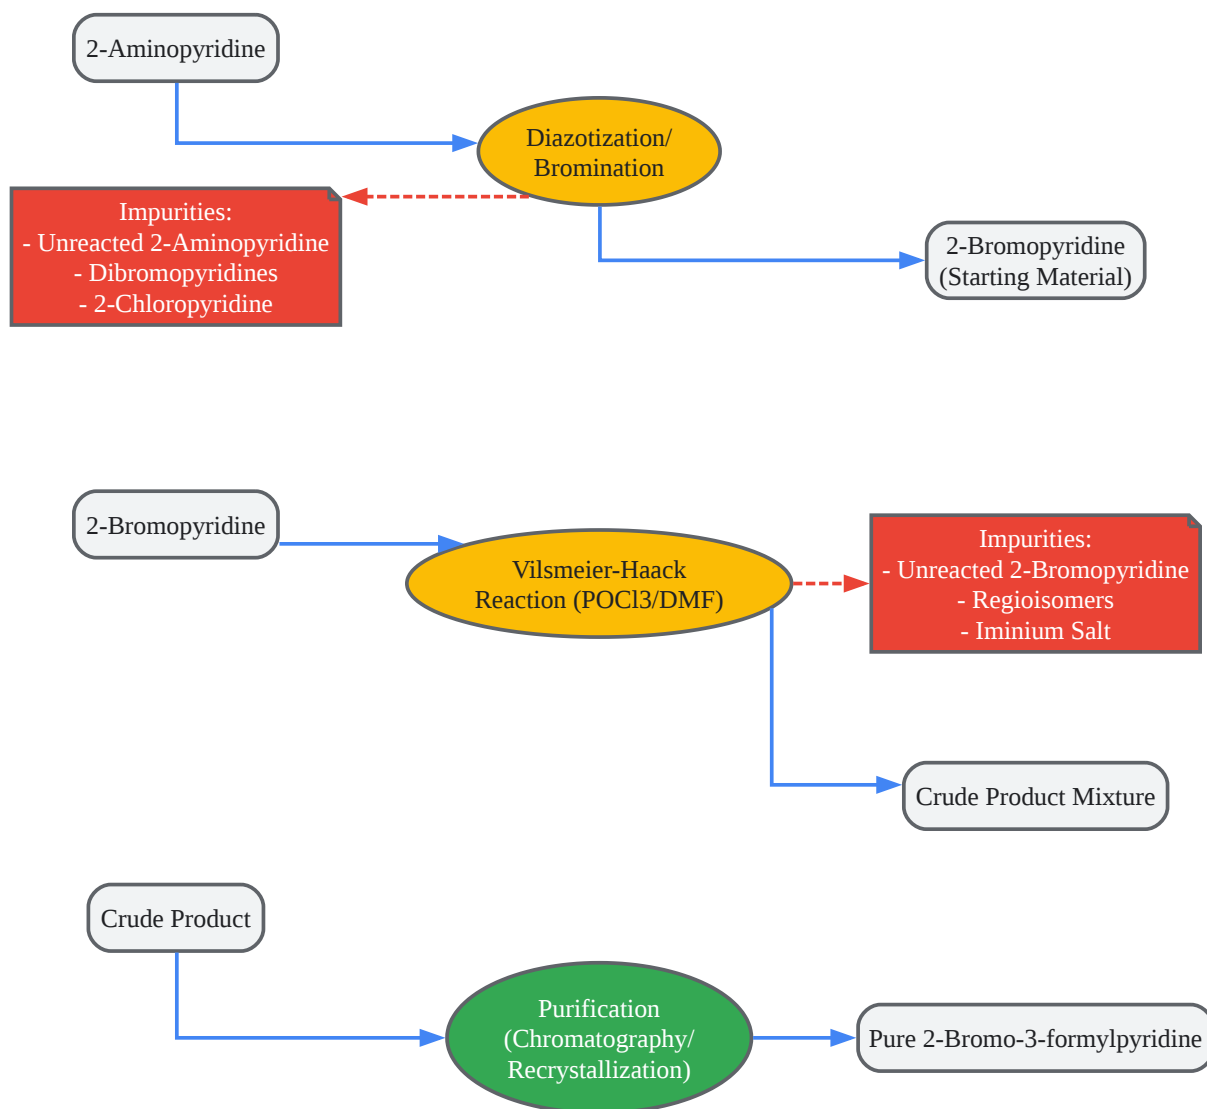 2-Aminopyridine
Diazotization/
Bromination
Impurities:
- Unreacted 2-Aminopyridine
- Dibromopyridines
- 2-Chloropyridine
2-Bromopyridine
(Starting Material)
2-Bromopyridine
Vilsmeier-Haack
Reaction (POCl3/DMF)
Impurities:
- Unreacted 2-Bromopyridine
- Regioisomers
- Iminium Salt
Crude Product Mixture
Crude Product
Purification
(Chromatography/
Recrystallization)
Pure 2-Bromo-3-formylpyridine